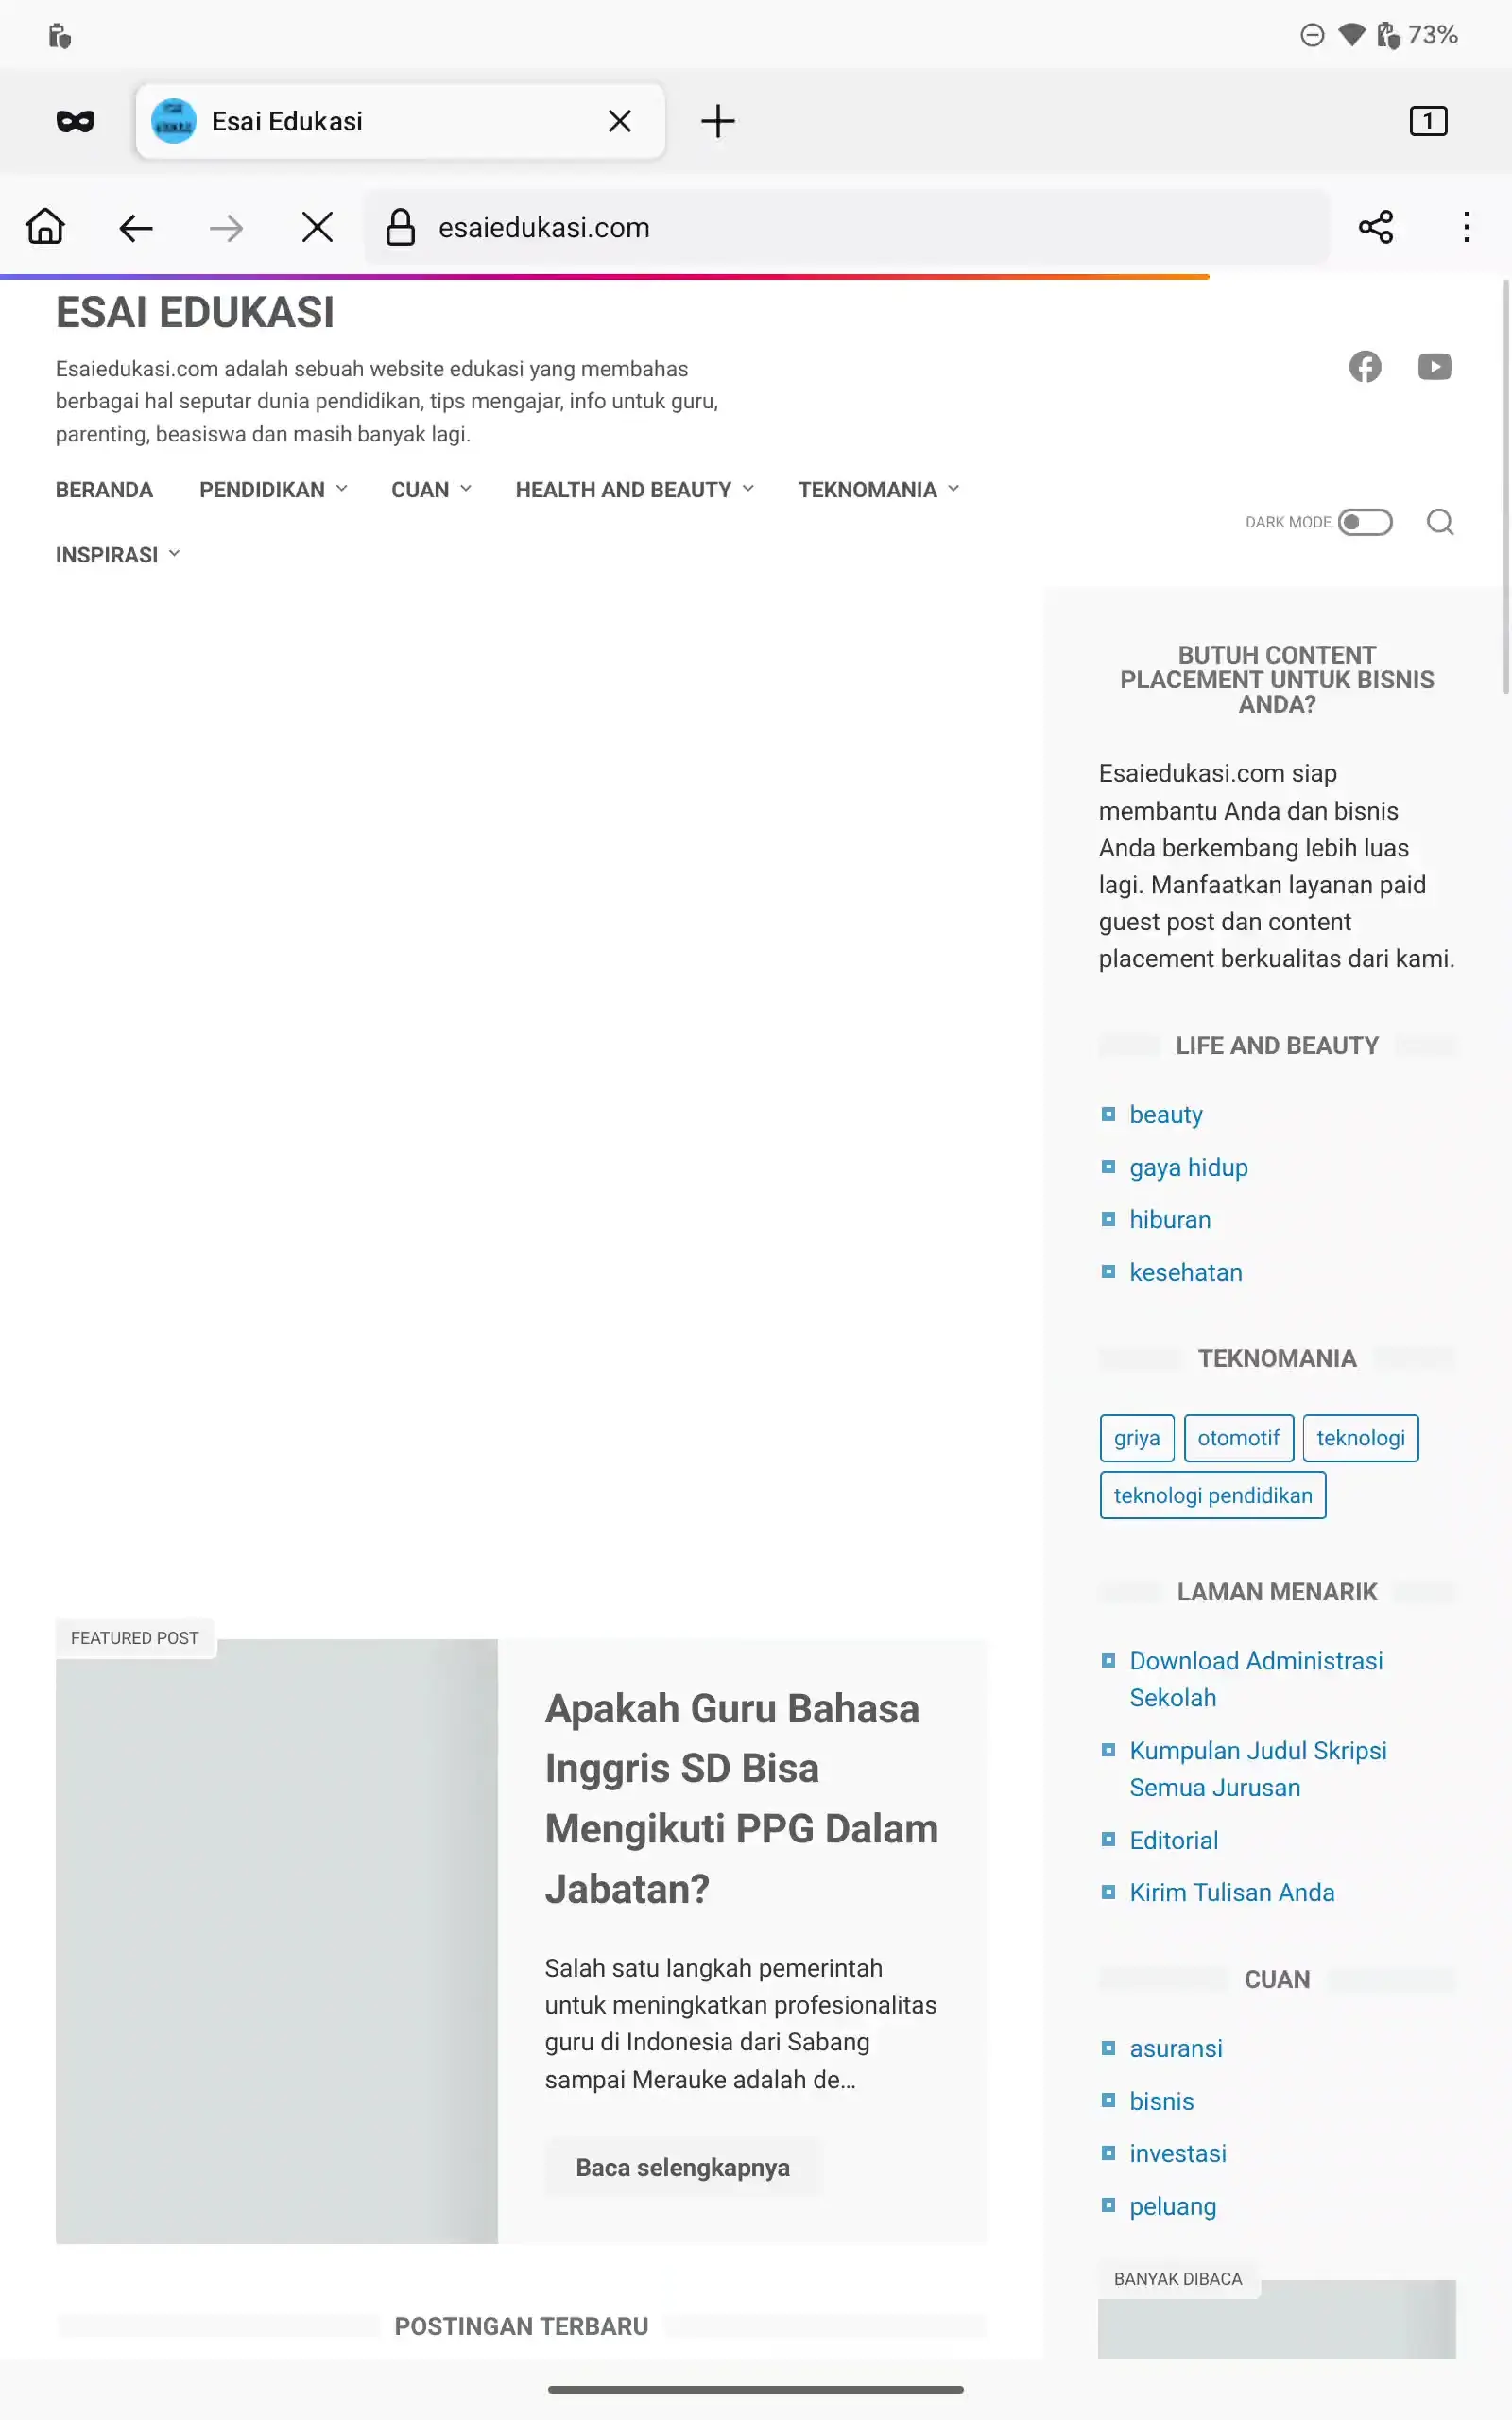 73%
Esai Edukasi
1
esaiedukasi.com
ESAI EDUKASI
Esaiedukasi.com adalah sebuah website edukasi yang membahas
berbagai hal seputar dunia pendidikan, tips mengajar, info untuk guru,
parenting, beasiswa dan masih banyak lagi.
BERANDA PENDIDIKAN CUAN HEALTH AND BEAUTY TEKNOMANIA
INSPIRASI
DARK MODE
FEATURED POST
Apakah Guru Bahasa
Inggris SD Bisa
Mengikuti PPG Dalam
Jabatan?
Salah satu langkah pemerintah
untuk meningkatkan profesionalitas
guru di Indonesia dari Sabang
sampai Merauke adalah de...
Baca selengkapnya
POSTINGAN TERBARU
BUTUH CONTENT
PLACEMENT UNTUK BISNIS
ANDA?
Esaiedukasi.com siap
membantu Anda dan bisnis
Anda berkembang lebih luas
lagi. Manfaatkan layanan paid
guest post dan content
placement berkualitas dari kami.
LIFE AND BEAUTY
beauty
gaya hidup
hiburan
kesehatan
TEKNOMANIA
griya otomotif teknologi
teknologi pendidikan
LAMAN MENARIK
Download Administrasi
Sekolah
Kumpulan Judul Skripsi
Semua Jurusan
Editorial
Kirim Tulisan Anda
CUAN
asuransi
bisnis
investasi
peluang
BANYAK DIBACA